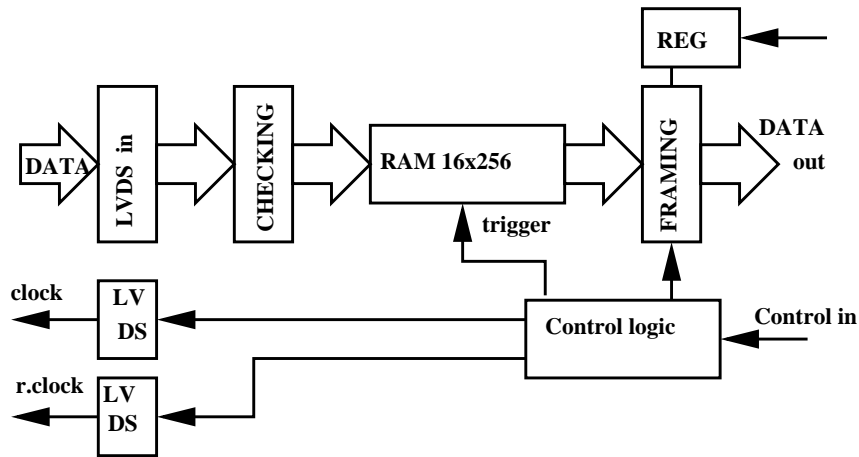 REG
DATA
LVDS in
CHECKING
RAM 16x256
FRAMING
DATA
out
trigger
clock
LV
DS
Control logic
Control in
r.clock
LV
DS